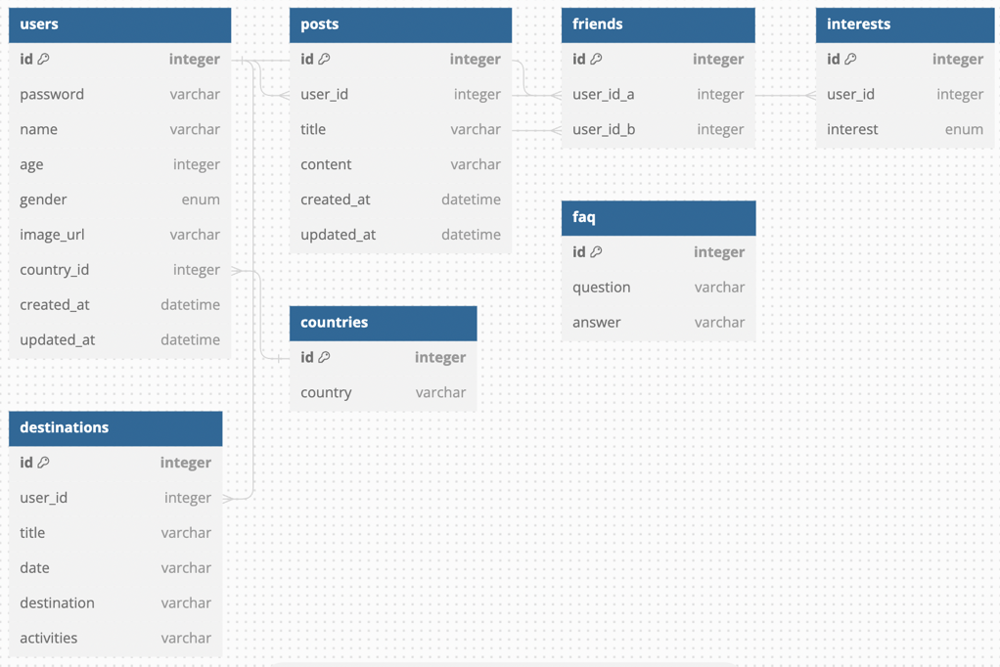 users
id integer
password varchar
name varchar
age integer
gender enum
image_url varchar
country_id integer
created_at datetime
updated_at datetime
posts
id integer
user_id integer
title varchar
content varchar
created_at datetime
updated_at datetime
friends
id integer
user_id_a integer
user_id_b integer
interests
id integer
user_id integer
interest enum
faq
id integer
question varchar
answer varchar
countries
id integer
country varchar
destinations
id integer
user_id integer
title varchar
date varchar
destination varchar
activities varchar